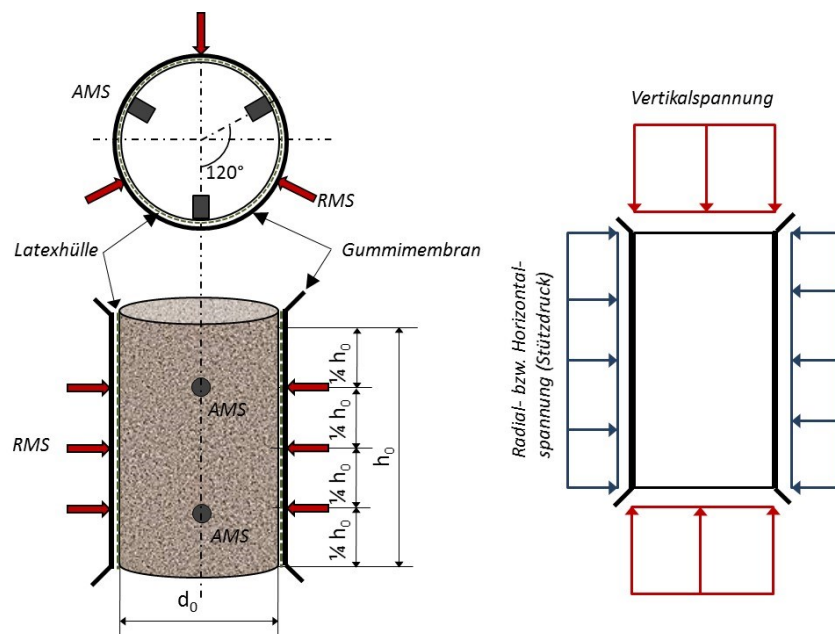 AMS
120°
RMS
Latexhülle
Gummimembran
RMS
AMS
AMS
¼ h₀
¼ h₀
¼ h₀
¼ h₀
h₀
d₀
Vertikalspannung
Radial- bzw. Horizontal-
spannung (Stützdruck)